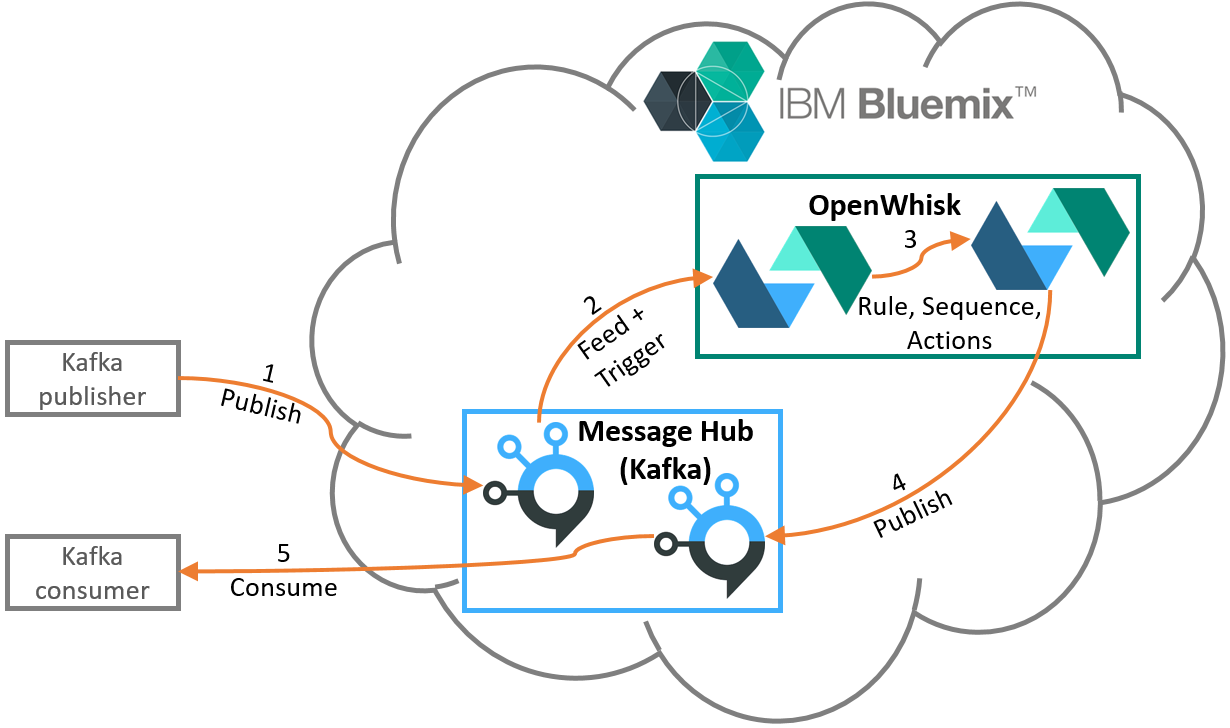 IBM Bluemix™
OpenWhisk
3
Rule, Sequence,
Actions
2
Feed +
Trigger
Kafka
publisher
1
Publish
Message Hub
(Kafka)
4
Publish
Kafka
consumer
5
Consume